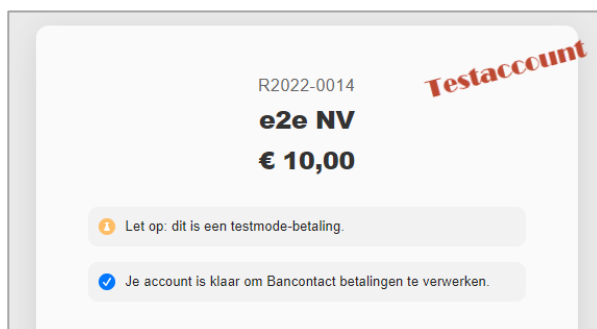 Testaccount
R2022-0014
e2e NV
€ 10,00
Let op: dit is een testmode-betaling.
Je account is klaar om Bancontact betalingen te verwerken.